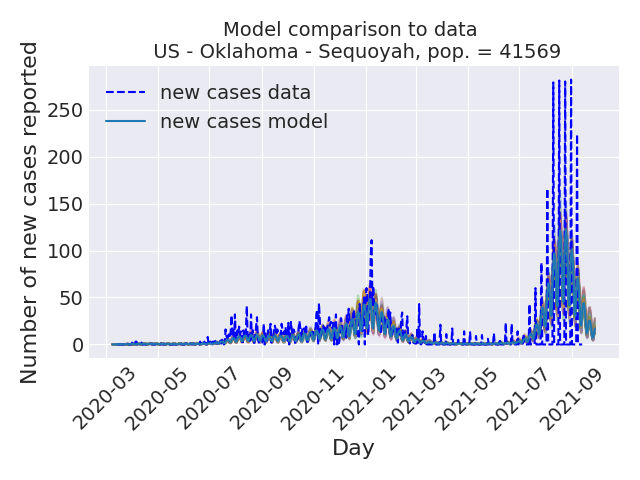 Model comparison to data
US - Oklahoma - Sequoyah, pop. = 41569
Number of new cases reported
250
200
150
100
50
0
new cases data
new cases model
2020-03
2020-05
2020-07
2020-09
2020-11
2021-01
2021-03
2021-05
2021-07
2021-09
Day